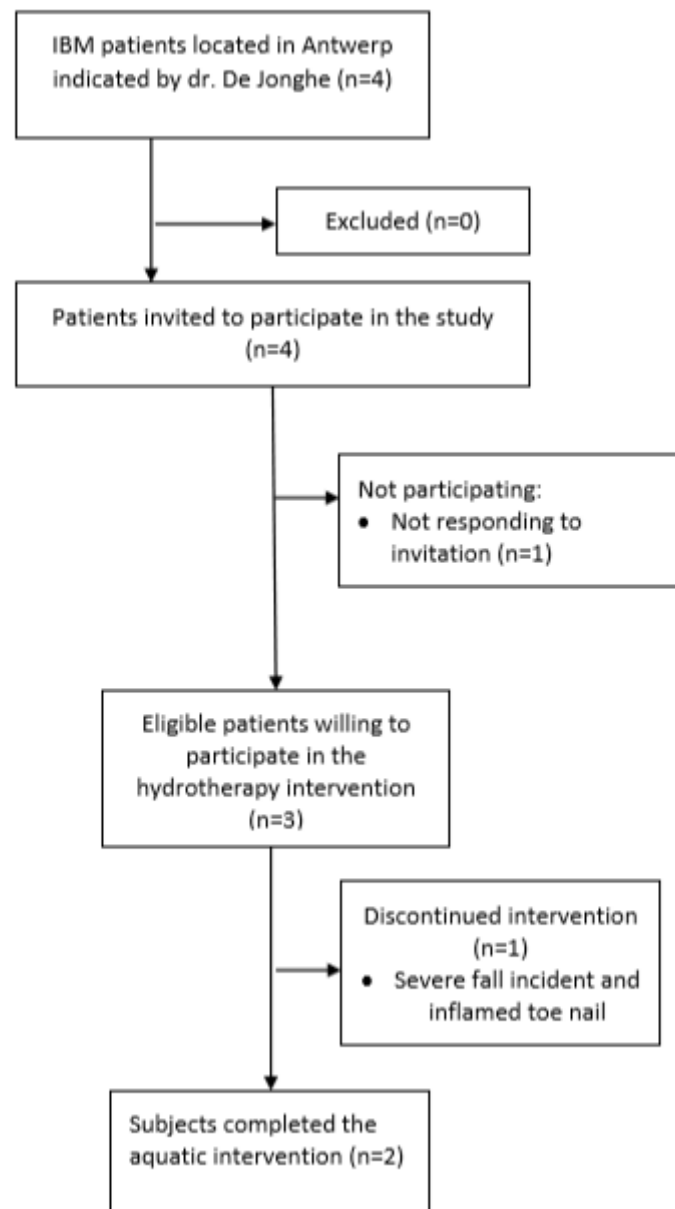 IBM patients located in Antwerp
indicated by dr. De Jonghe (n=4)
Excluded (n=0)
Patients invited to participate in the study
(n=4)
Not participating:
• Not responding to
invitation (n=1)
Eligible patients willing to
participate in the
hydrotherapy intervention
(n=3)
Discontinued intervention
(n=1)
• Severe fall incident and
inflamed toe nail
Subjects completed the
aquatic intervention (n=2)